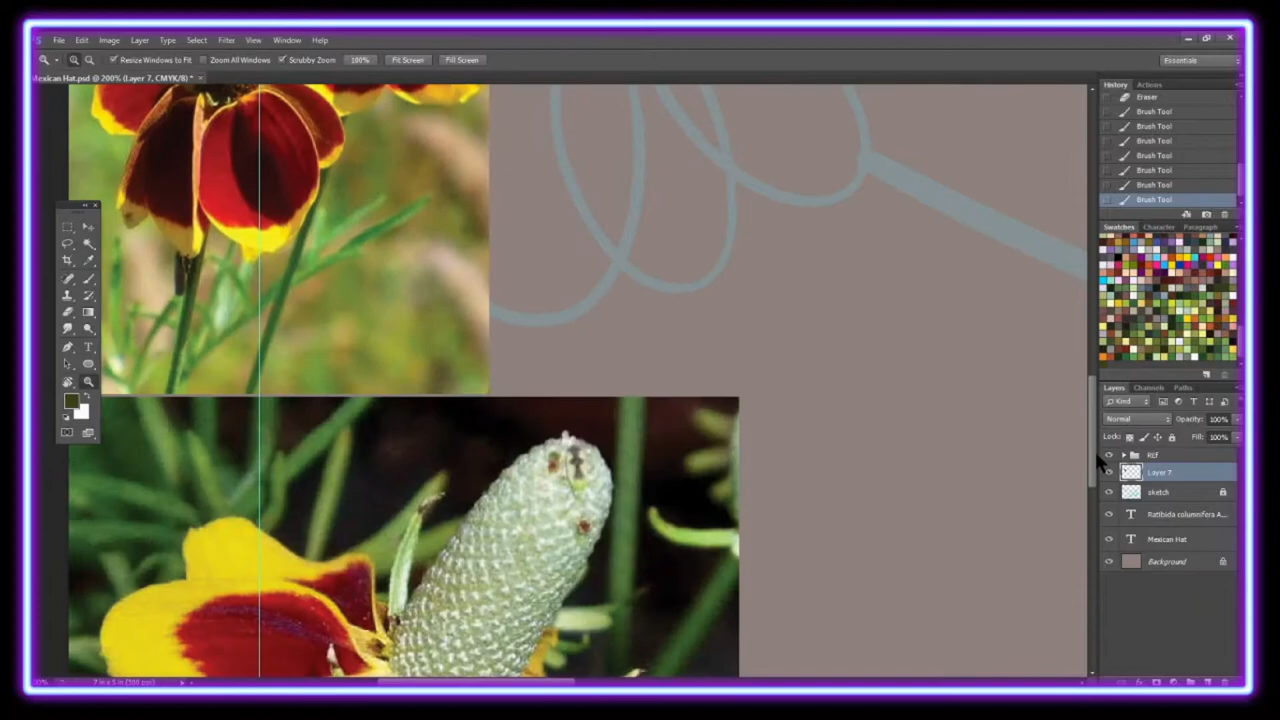 File Edit Image Layer Type Select Filter View Window Help
Resize Windows to Fit Zoom All Windows Scrubby Zoom 100% Fit Screen Fill Screen Essentials
Mexican Hat.psd @ 200% (Layer 7, CMYK/8) * ×
History Actions
Eraser
Brush Tool
Brush Tool
Brush Tool
Brush Tool
Brush Tool
Brush Tool
Brush Tool
Swatches Character Paragraph
Layers Channels Paths
Kind
Normal Opacity: 100%
Lock: Fill: 100%
REf
Layer 7
sketch
Ratibida columnifera A...
Mexican Hat
Background
7 in x 5 in (300 ppi)